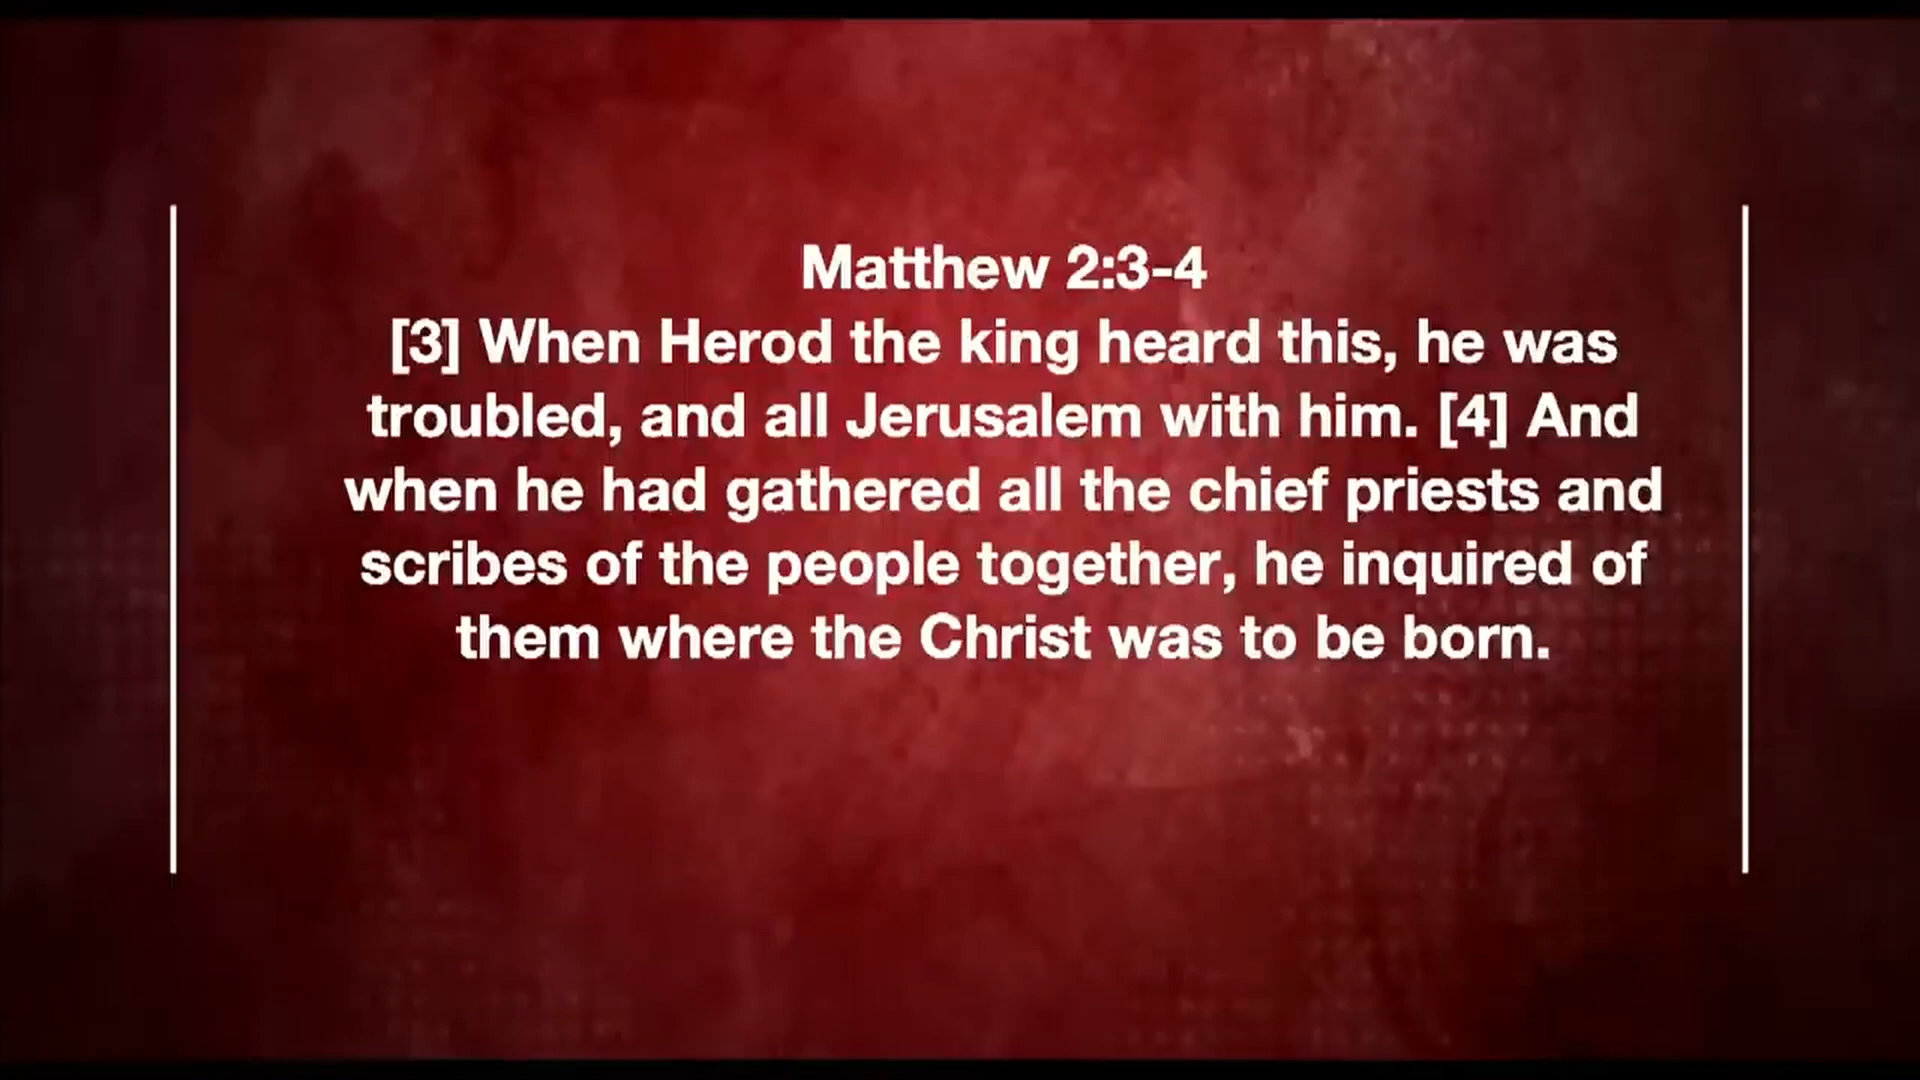 Matthew 2:3-4
[3] When Herod the king heard this, he was
troubled, and all Jerusalem with him. [4] And
when he had gathered all the chief priests and
scribes of the people together, he inquired of
them where the Christ was to be born.